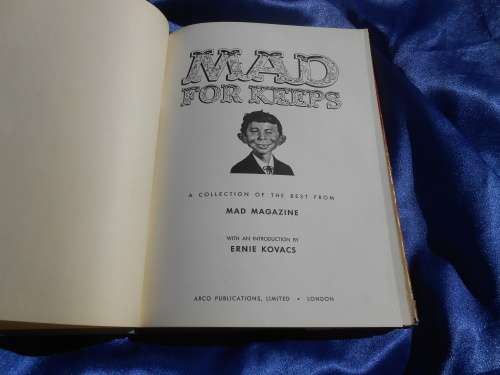 MAD
FOR KEEPS
A COLLECTION OF THE BEST FROM
MAD MAGAZINE
WITH AN INTRODUCTION BY
ERNIE KOVACS
ARCO PUBLICATIONS, LIMITED • LONDON